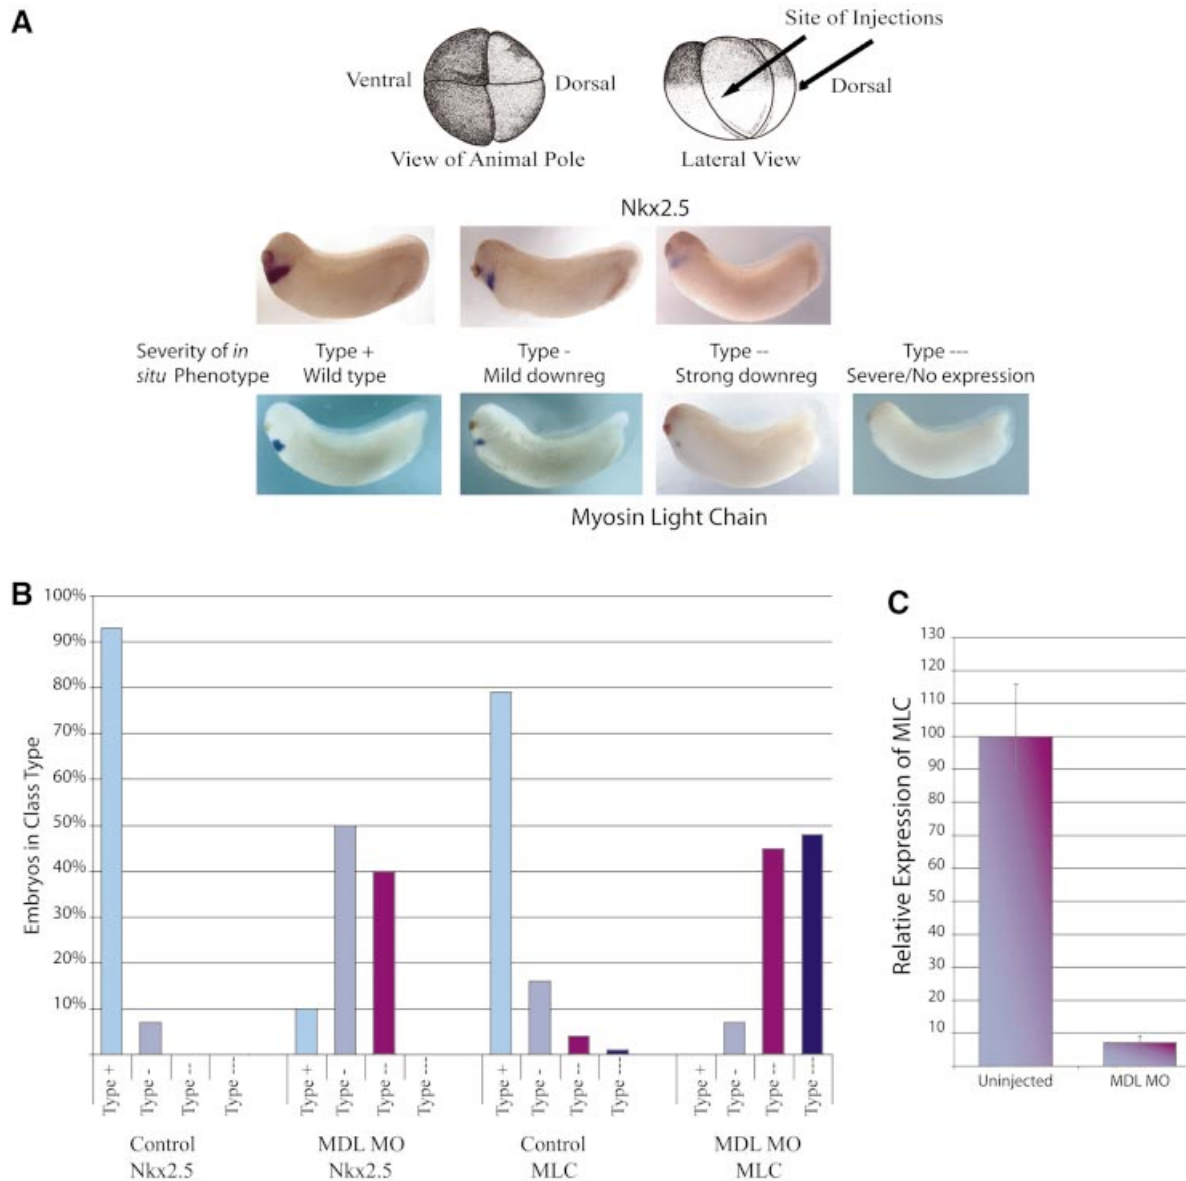 A
Site of Injections
Ventral
Dorsal
Dorsal
View of Animal Pole
Lateral View
Nkx2.5
Severity of in
situ Phenotype
Type +
Wild type
Type -
Mild downreg
Type --
Strong downreg
Type ---
Severe/No expression
Myosin Light Chain
B
Embryos in Class Type
100%
90%
80%
70%
60%
50%
40%
30%
20%
10%
Type +
Type -
Type --
Type ---
Type +
Type -
Type --
Type ---
Type +
Type -
Type --
Type ---
Type +
Type -
Type --
Type ---
Control
Nkx2.5
MDL MO
Nkx2.5
Control
MLC
MDL MO
MLC
C
Relative Expression of MLC
130
120
110
100
90
80
70
60
50
40
30
20
10
Uninjected
MDL MO